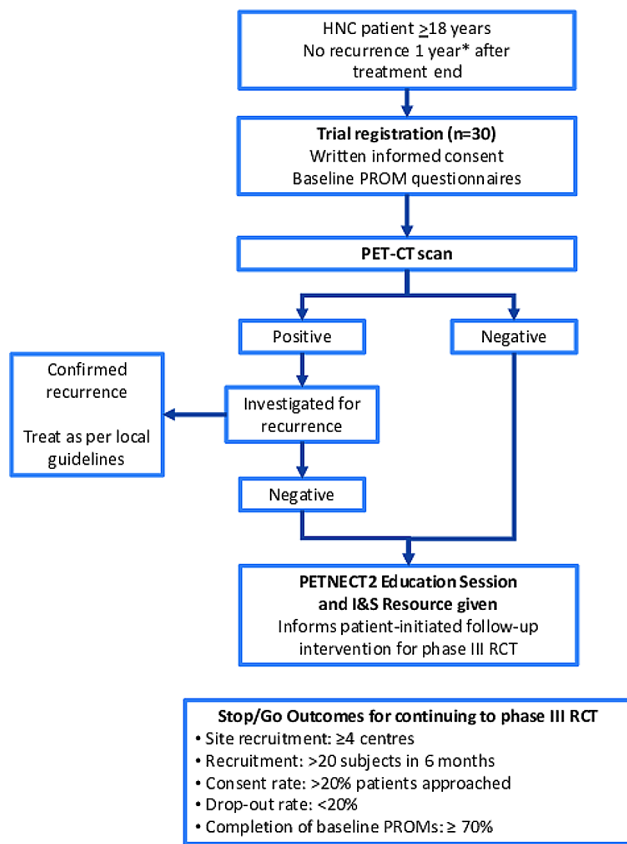 HNC patient ≥18 years
No recurrence 1 year* after
treatment end
Trial registration (n=30)
Written informed consent
Baseline PROM questionnaires
PET-CT scan
Positive
Negative
Confirmed
recurrence
Treat as per local
guidelines
Investigated for
recurrence
Negative
PETNECT2 Education Session
and I&S Resource given
Informs patient-initiated follow-up
intervention for phase III RCT
Stop/Go Outcomes for continuing to phase III RCT
• Site recruitment: ≥4 centres
• Recruitment: >20 subjects in 6 months
• Consent rate: >20% patients approached
• Drop-out rate: <20%
• Completion of baseline PROMs: ≥ 70%